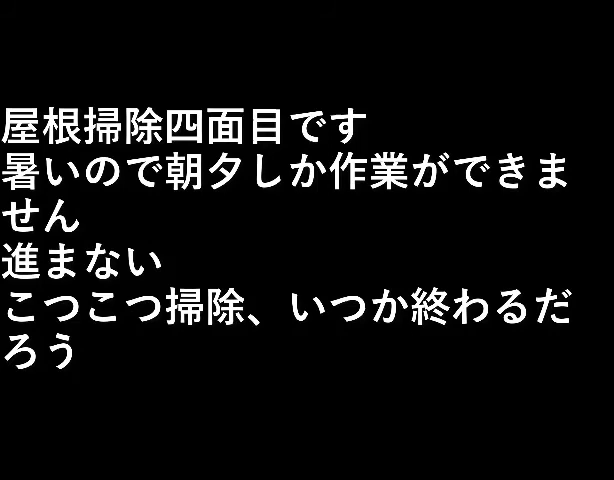 屋根掃除四面目です
暑いので朝夕しか作業ができま
せん
進まない
こつこつ掃除、いつか終わるだ
ろう